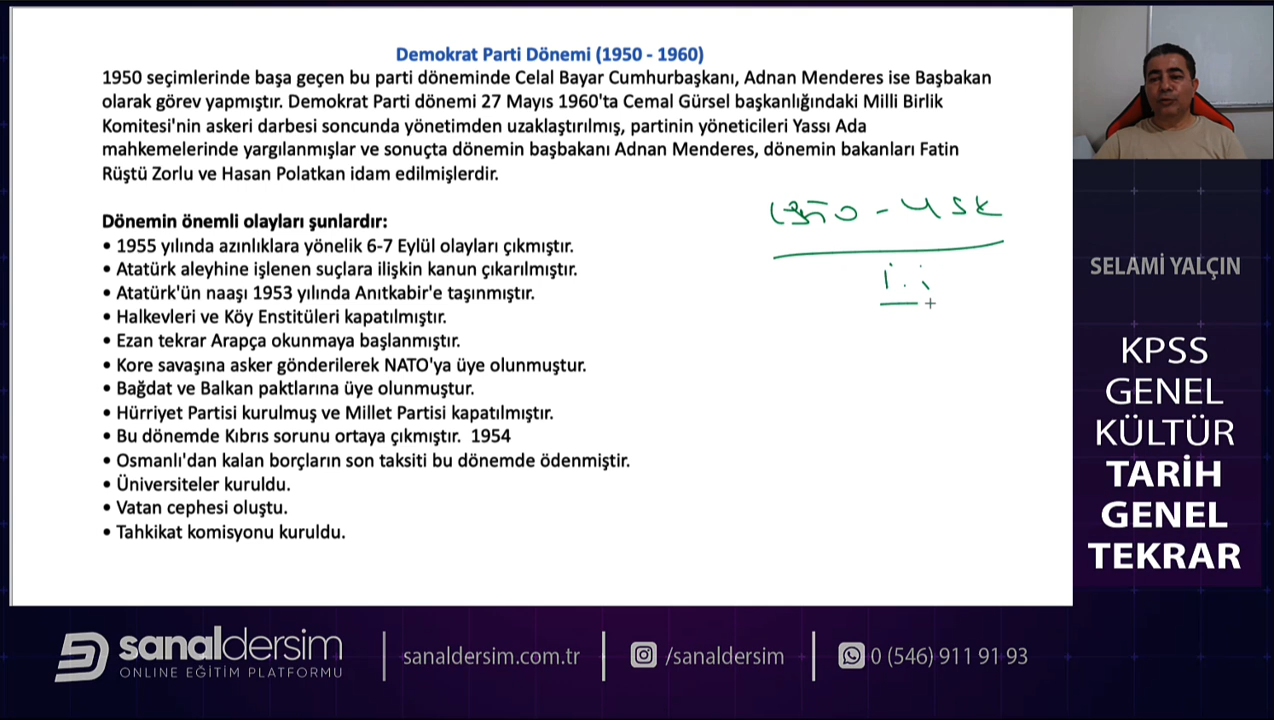 Demokrat Parti Dönemi (1950 - 1960)
1950 seçimlerinde başa geçen bu parti döneminde Celal Bayar Cumhurbaşkanı, Adnan Menderes ise Başbakan
olarak görev yapmıştır. Demokrat Parti dönemi 27 Mayıs 1960'ta Cemal Gürsel başkanlığındaki Milli Birlik
Komitesi'nin askeri darbesi soncunda yönetimden uzaklaştırılmış, partinin yöneticileri Yassı Ada
mahkemelerinde yargılanmışlar ve sonuçta dönemin başbakanı Adnan Menderes, dönemin bakanları Fatin
Rüştü Zorlu ve Hasan Polatkan idam edilmişlerdir.
Dönemin önemli olayları şunlardır:
• 1955 yılında azınlıklara yönelik 6-7 Eylül olayları çıkmıştır.
• Atatürk aleyhine işlenen suçlara ilişkin kanun çıkarılmıştır.
• Atatürk'ün naaşı 1953 yılında Anıtkabir'e taşınmıştır.
• Halkevleri ve Köy Enstitüleri kapatılmıştır.
• Ezan tekrar Arapça okunmaya başlanmıştır.
• Kore savaşına asker gönderilerek NATO'ya üye olunmuştur.
• Bağdat ve Balkan paktlarına üye olunmuştur.
• Hürriyet Partisi kurulmuş ve Millet Partisi kapatılmıştır.
• Bu dönemde Kıbrıs sorunu ortaya çıkmıştır. 1954
• Osmanlı'dan kalan borçların son taksiti bu dönemde ödenmiştir.
• Üniversiteler kuruldu.
• Vatan cephesi oluştu.
• Tahkikat komisyonu kuruldu.
1950 -
SELAMİ YALÇIN
KPSS
GENEL
KÜLTÜR
TARİH
GENEL
TEKRAR
sanaldersim
ONLINE EĞİTİM PLATFORMU
sanaldersim.com.tr
/sanaldersim
0 (546) 911 91 93